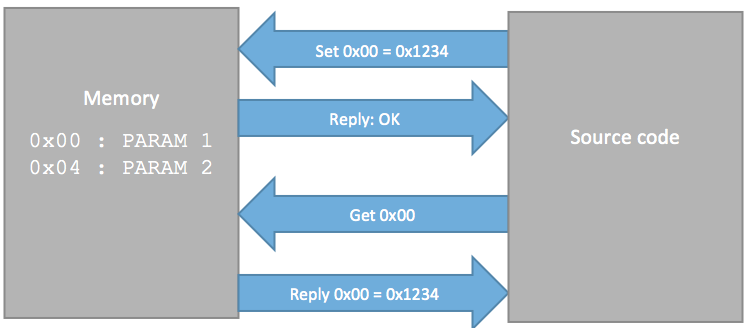 Memory
0x00 : PARAM 1
0x04 : PARAM 2
Set 0x00 = 0x1234
Reply: OK
Get 0x00
Reply 0x00 = 0x1234
Source code